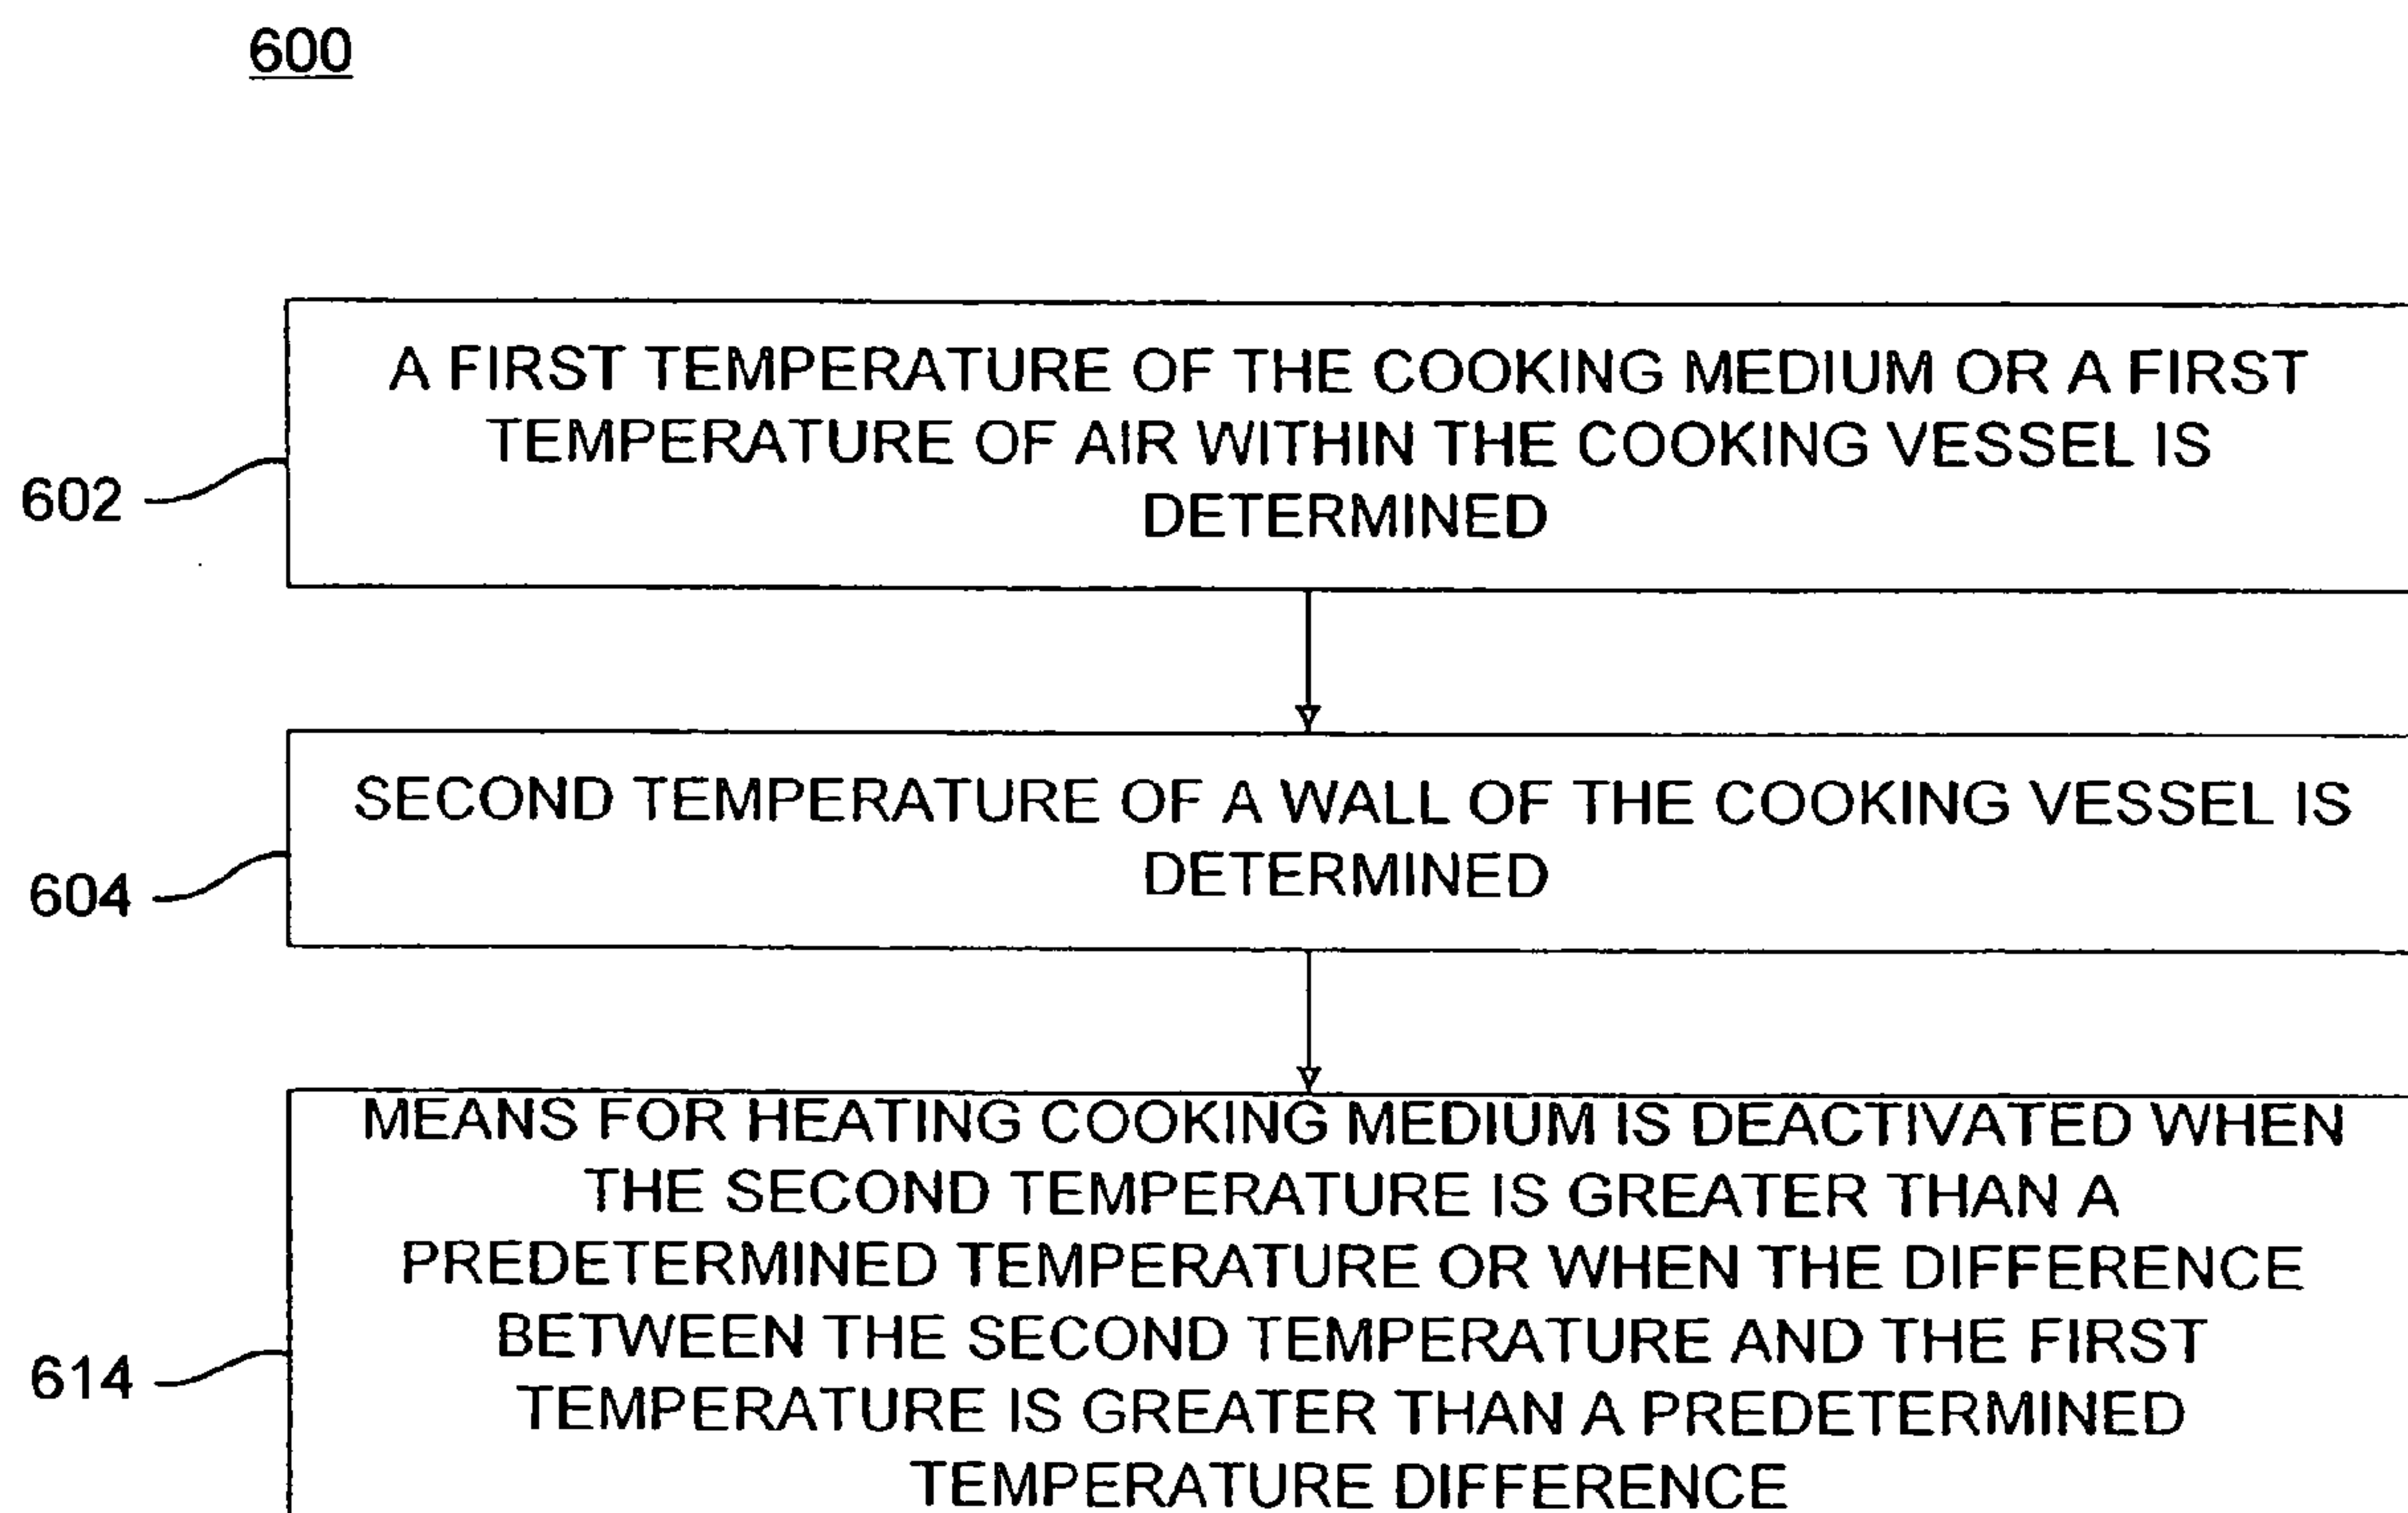 600
A FIRST TEMPERATURE OF THE COOKING MEDIUM OR A FIRST
TEMPERATURE OF AIR WITHIN THE COOKING VESSEL IS
DETERMINED
602
SECOND TEMPERATURE OF A WALL OF THE COOKING VESSEL IS
DETERMINED
604
MEANS FOR HEATING COOKING MEDIUM IS DEACTIVATED WHEN
THE SECOND TEMPERATURE IS GREATER THAN A
PREDETERMINED TEMPERATURE OR WHEN THE DIFFERENCE
BETWEEN THE SECOND TEMPERATURE AND THE FIRST
TEMPERATURE IS GREATER THAN A PREDETERMINED
TEMPERATURE DIFFERENCE
614